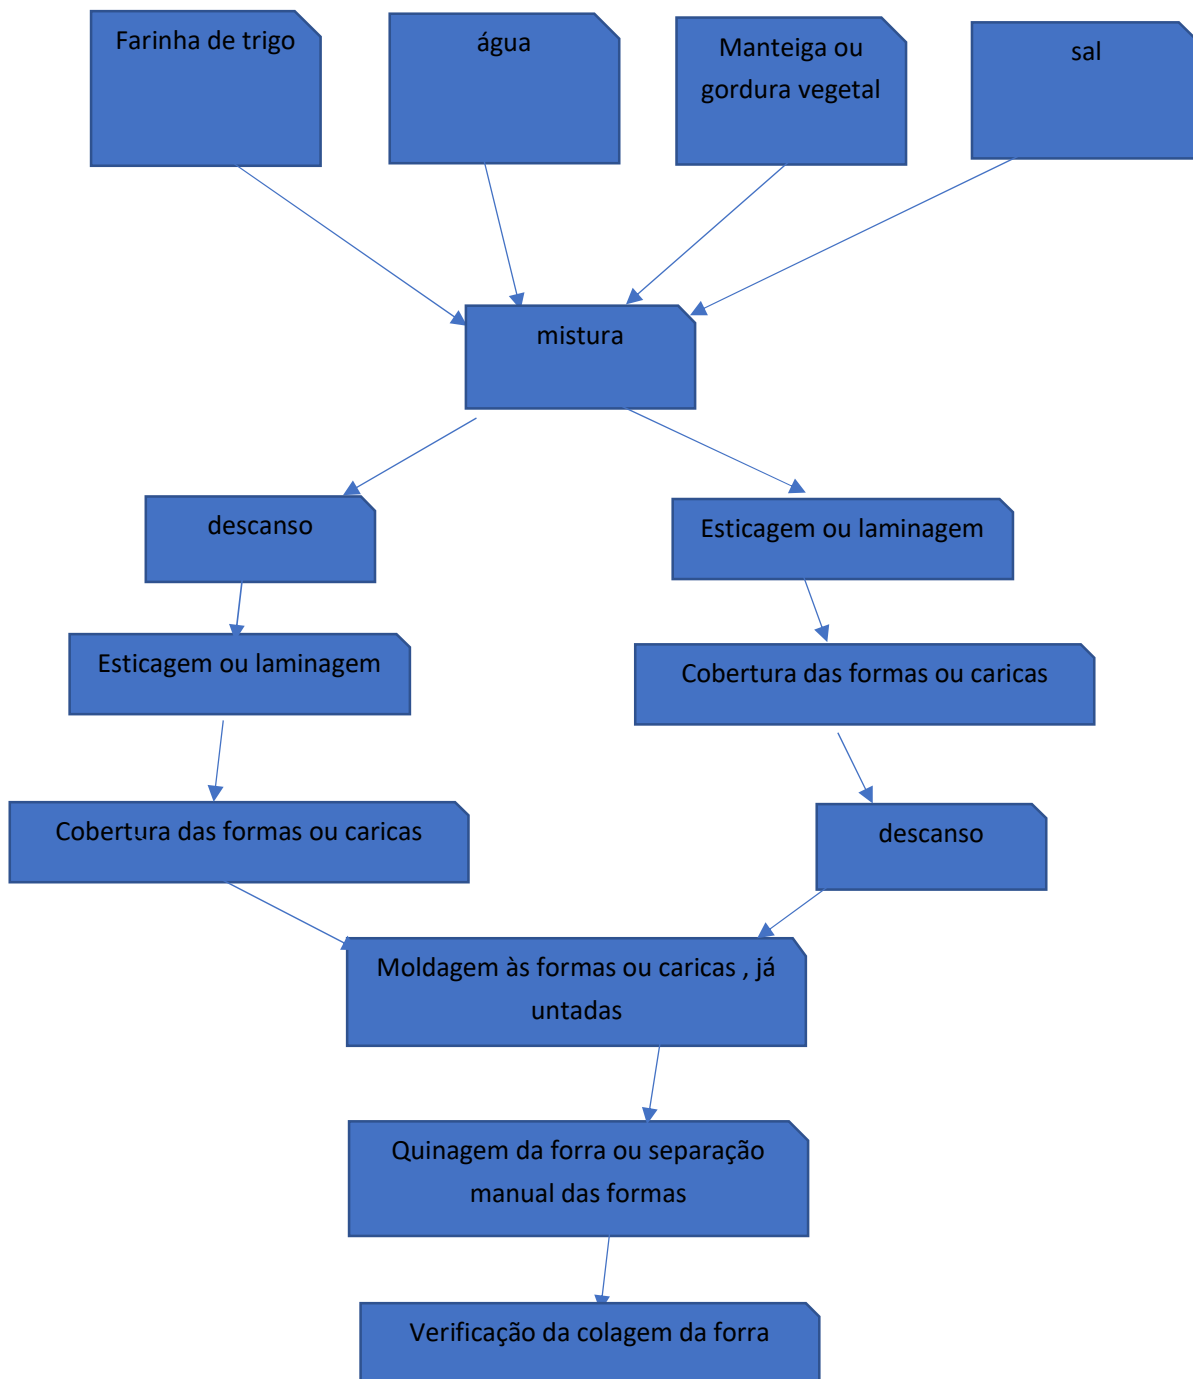 Farinha de trigo
água
Manteiga ou
gordura vegetal
sal
mistura
descanso
Esticagem ou laminagem
Esticagem ou laminagem
Cobertura das formas ou caricas
Cobertura das formas ou caricas
descanso
Moldagem às formas ou caricas , já
untadas
Quinagem da forra ou separação
manual das formas
Verificação da colagem da forra